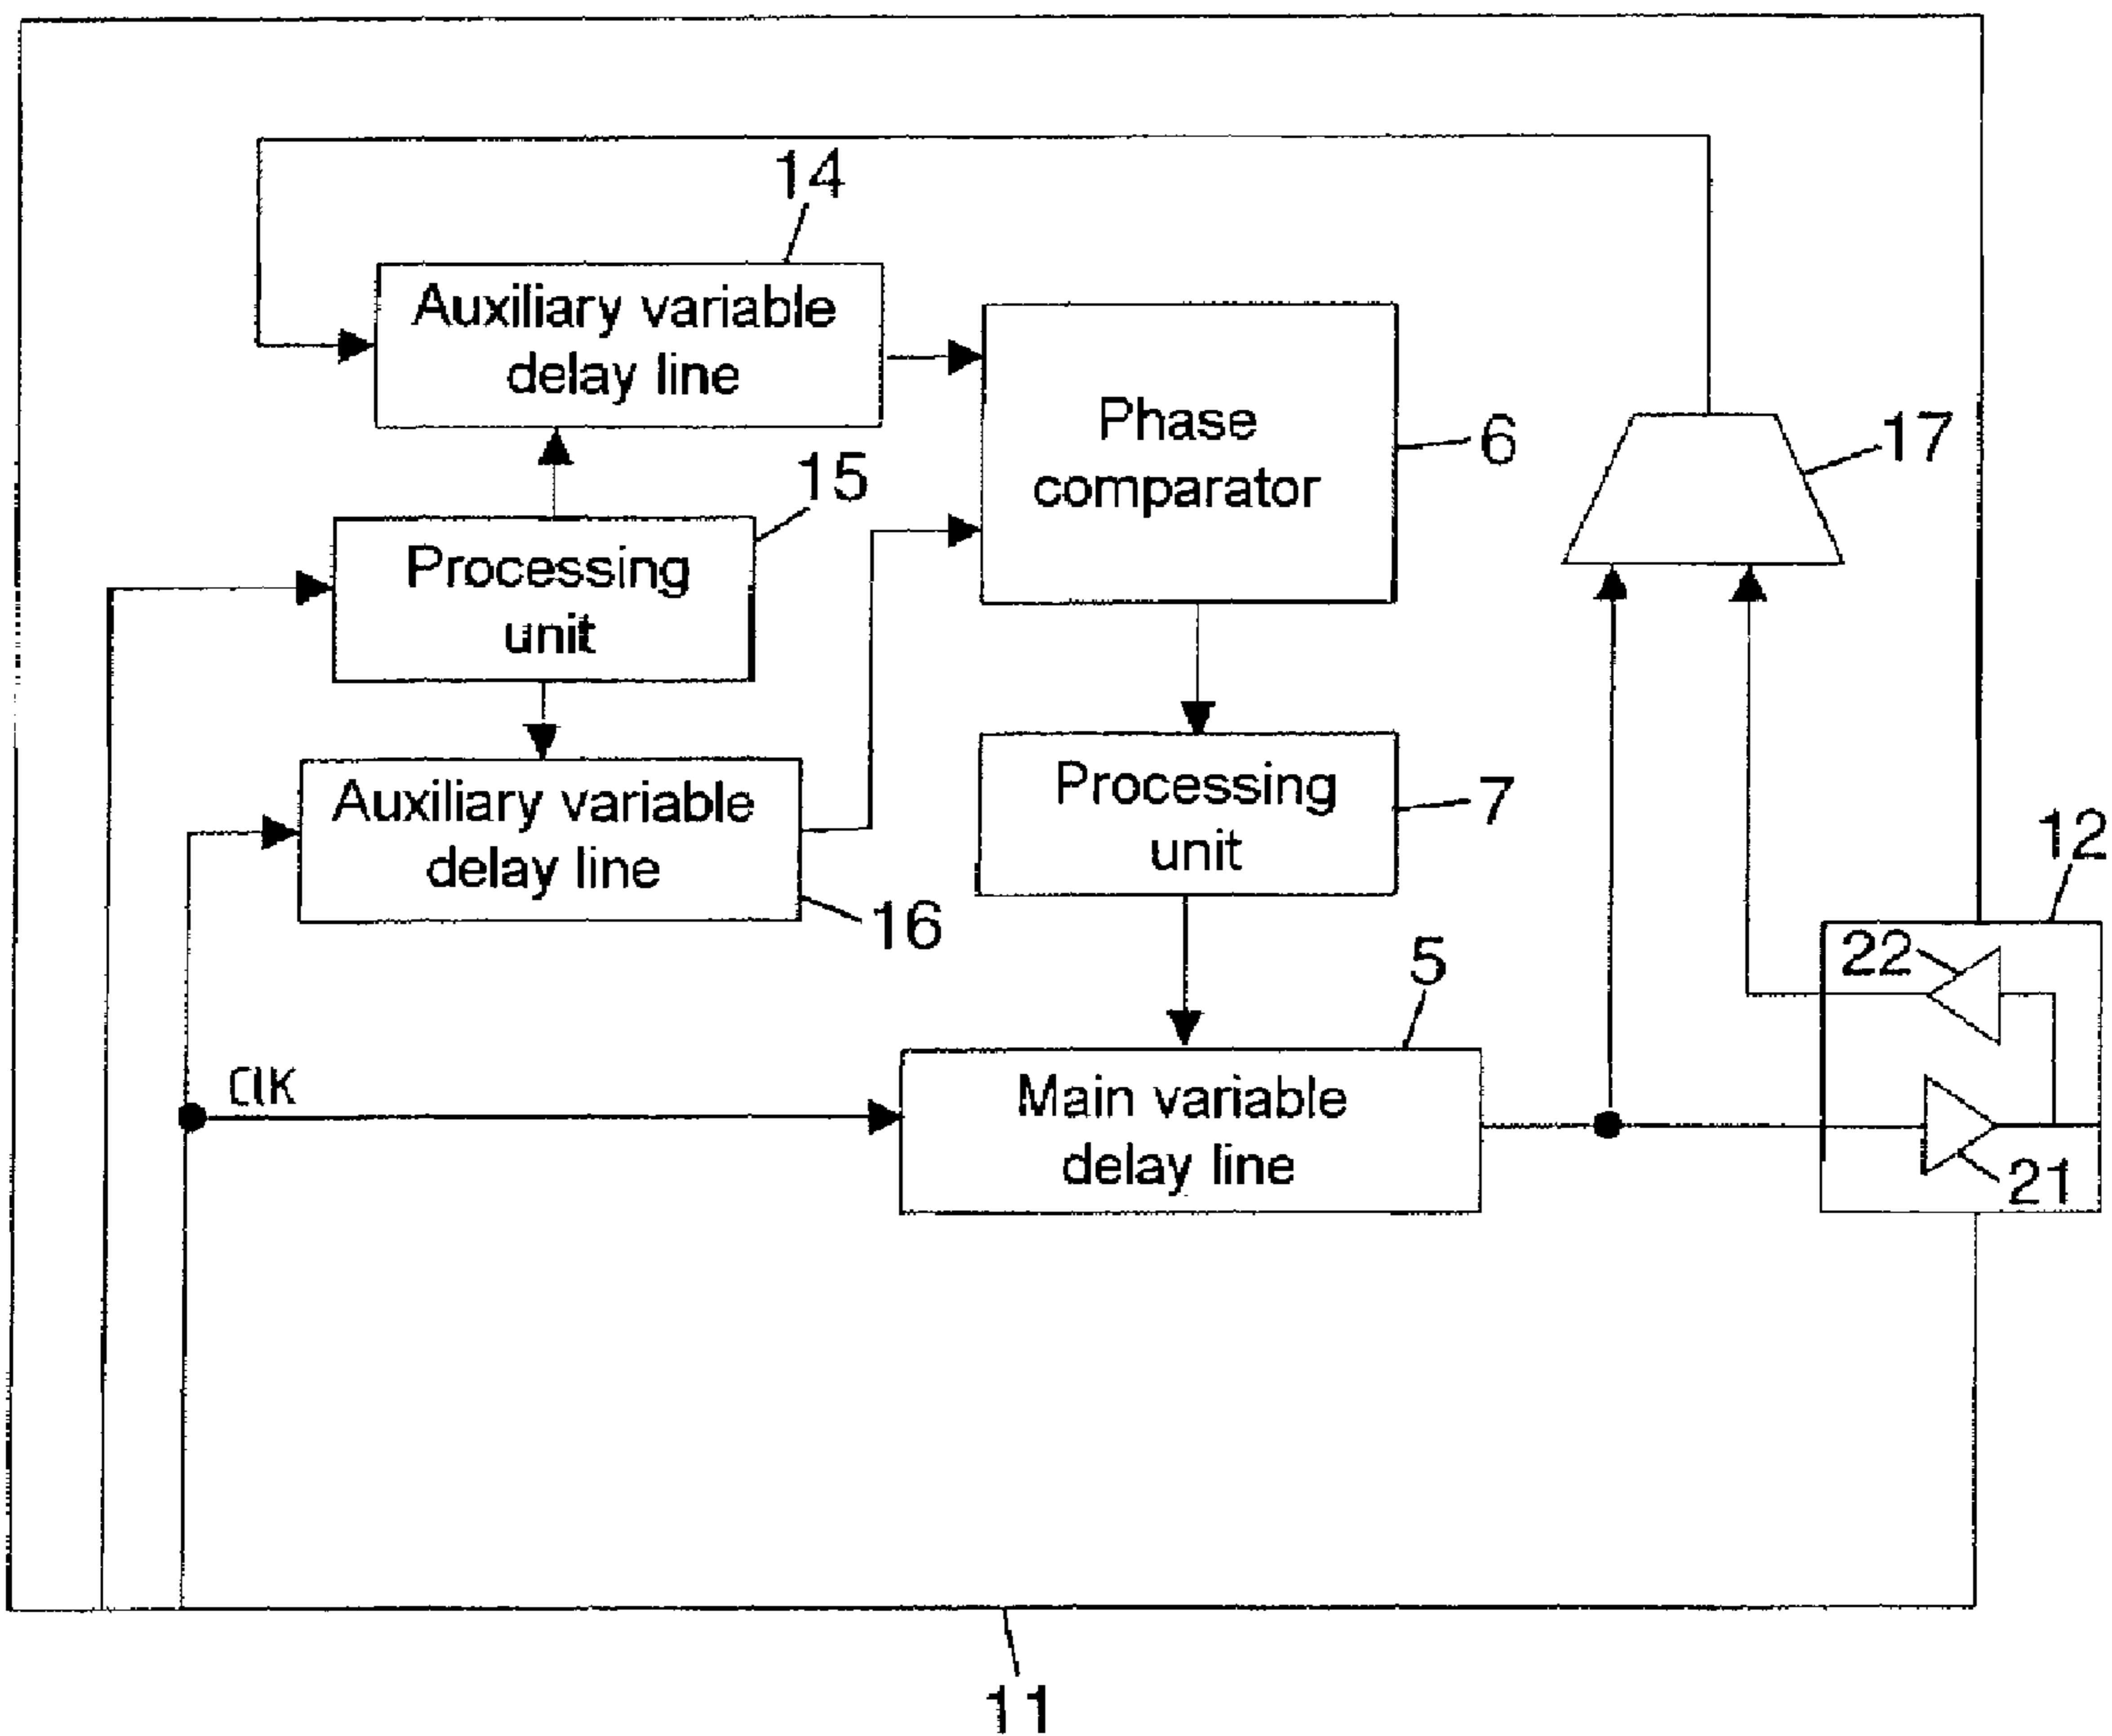 14
Auxiliary variable
delay line
Phase
comparator
6
17
15
Processing
unit
Auxiliary variable
delay line
16
Processing
unit
7
12
22
5
ClK
Main variable
delay line
21
11